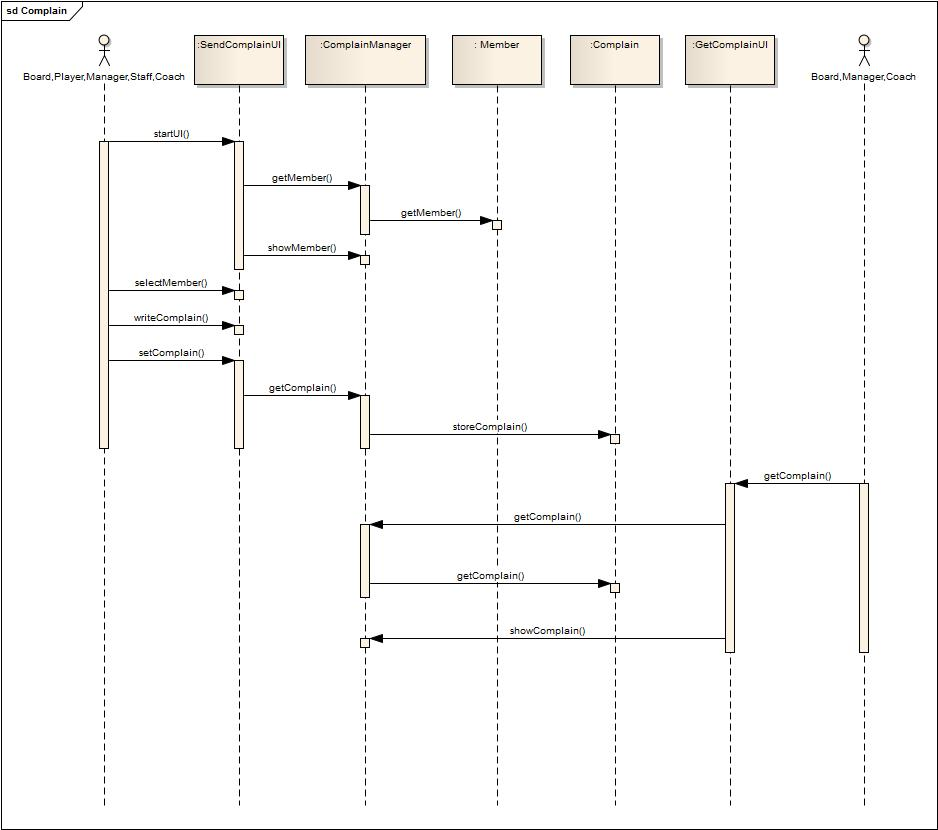 sd Complain
:SendComplainUI
:ComplainManager
: Member
:Complain
:GetComplainUI
Board,Player,Manager,Staff,Coach
Board,Manager,Coach
startUI()
getMember()
getMember()
showMember()
selectMember()
writeComplain()
setComplain()
getComplain()
storeComplain()
getComplain()
getComplain()
getComplain()
showComplain()